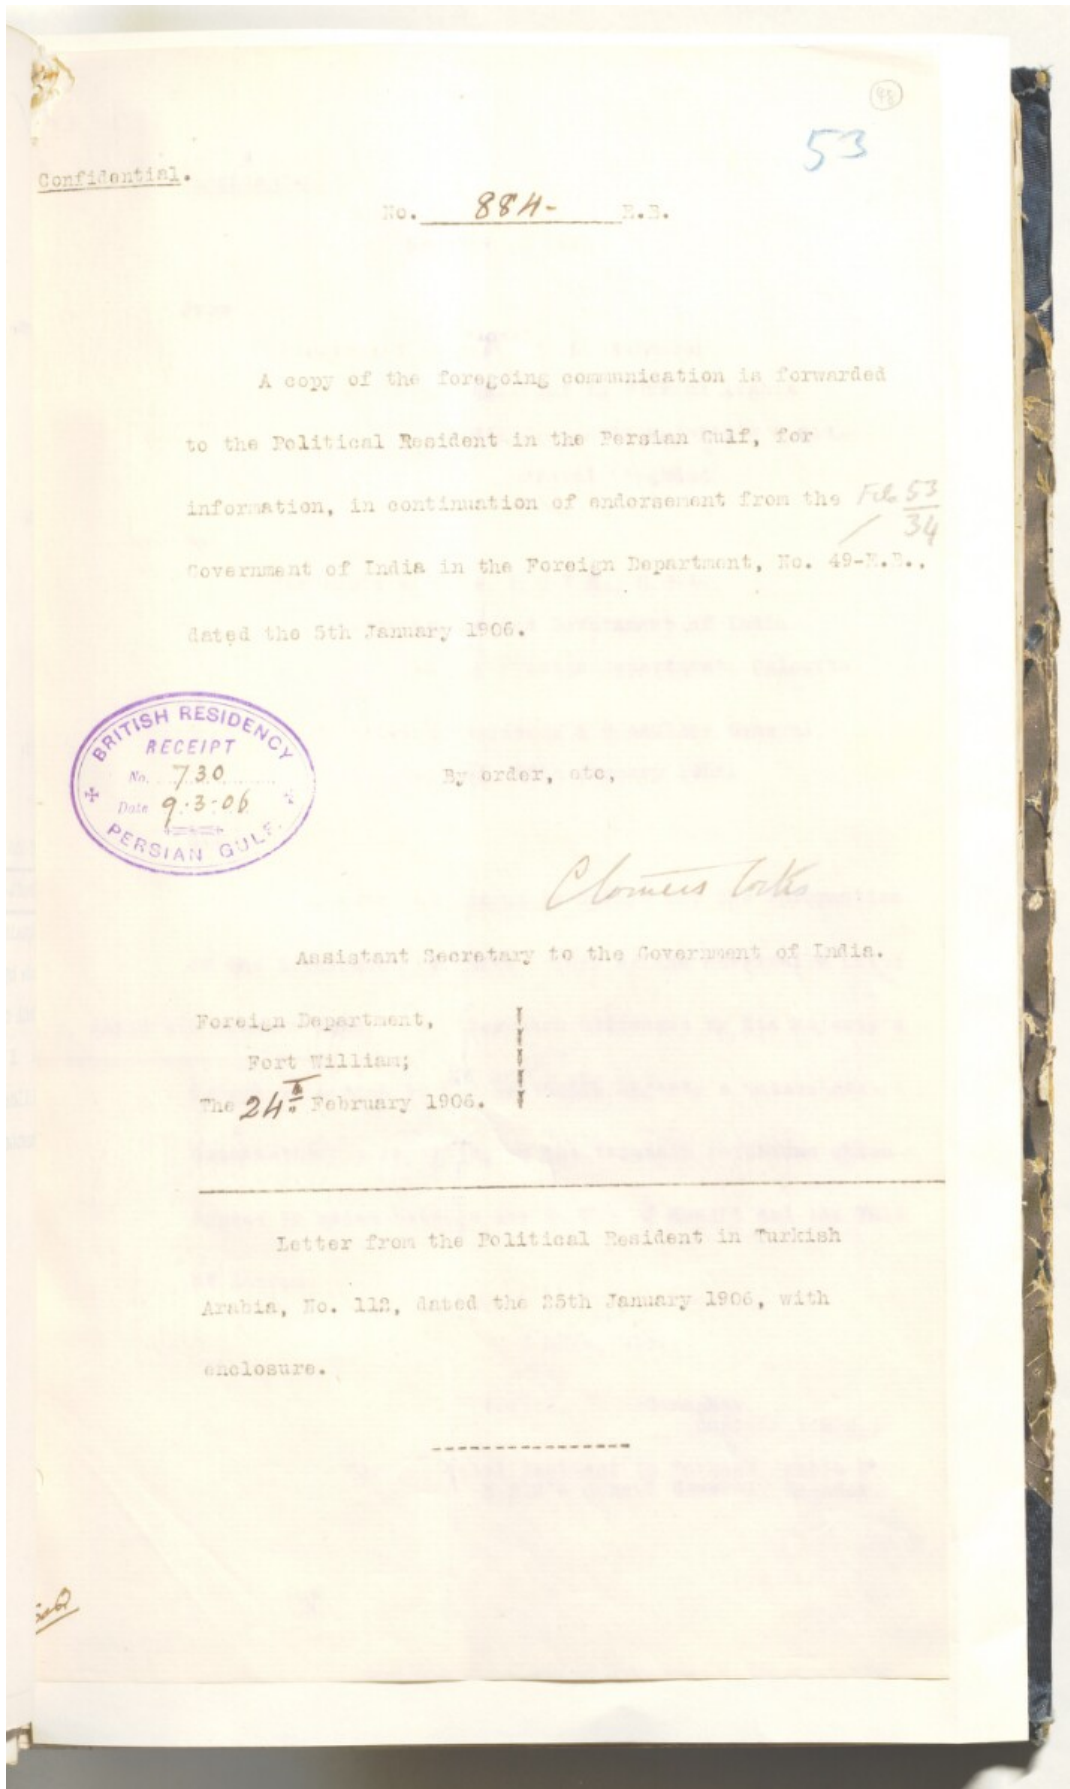 48
53
Confidential.
No. 884- E.B.
A copy of the foregoing communication is forwarded
to the Political Resident in the Persian Gulf, for
information, in continuation of endorsement from the
53
34
Government of India in the Foreign Department, No. 49-E.B.,
dated the 5th January 1906.
BRITISH RESIDENCY
RECEIPT
No. 730
Date 9.3.06
PERSIAN GULF.
By order, etc,
Assistant Secretary to the Government of India.
Foreign Department,
Fort William;
The 24th February 1906.
Letter from the Political Resident in Turkish
Arabia, No. 112, dated the 25th January 1906, with
enclosure.